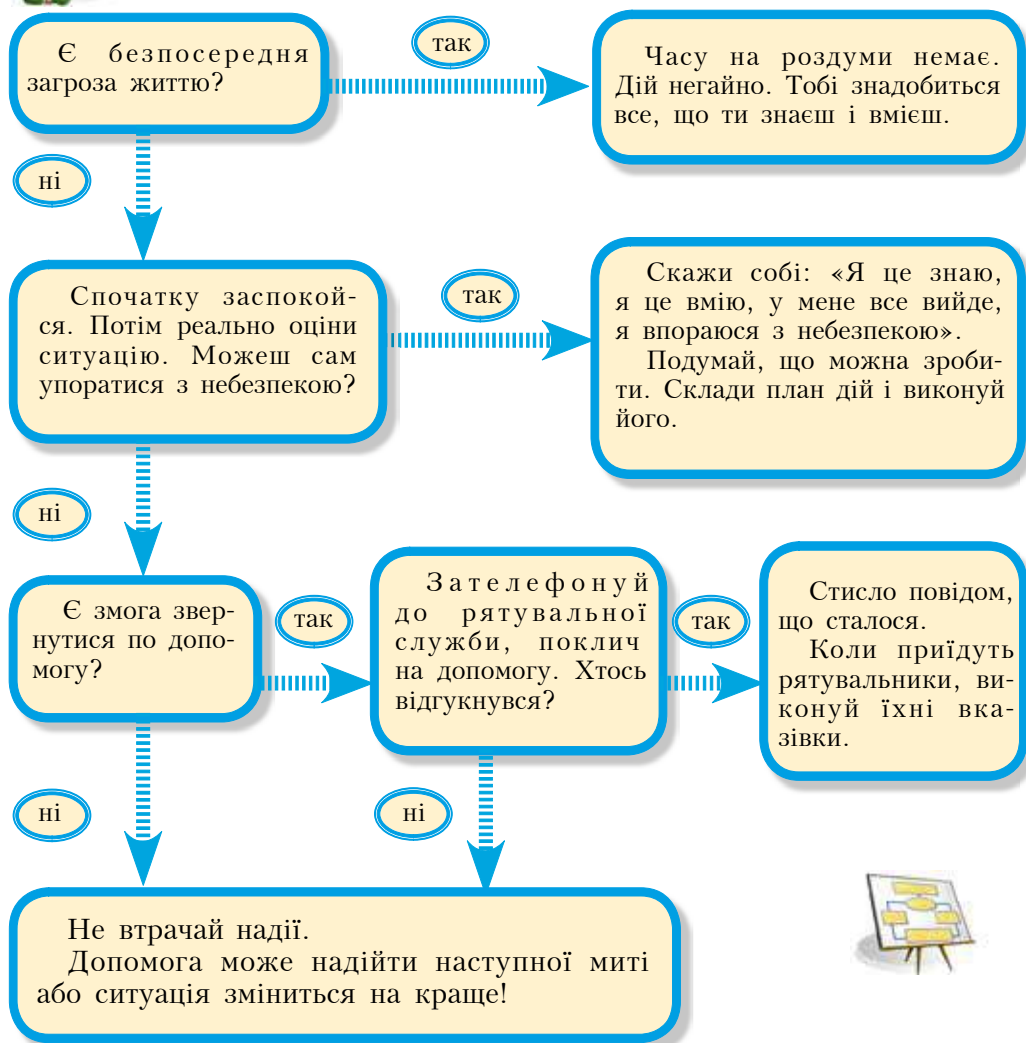 Є безпосередня
загроза життю?
так
Часу на роздуми немає.
Дій негайно. Тобі знадобиться
все, що ти знаєш і вмієш.
ні
Спочатку заспокой-
ся. Потім реально оціни
ситуацію. Можеш сам
упоратися з небезпекою?
так
Скажи собі: «Я це знаю,
я це вмію, у мене все вийде,
я впораюся з небезпекою».
Подумай, що можна зроби-
ти. Склади план дій і виконуй
його.
ні
Є змога звер-
нутися по допо-
могу?
так
Зателефонуй
до рятувальної
служби, поклич
на допомогу. Хтось
відгукнувся?
так
Стисло повідом,
що сталося.
Коли приїдуть
рятувальники, ви-
конуй їхні вка-
зівки.
ні
ні
Не втрачай надії.
Допомога може надійти наступної миті
або ситуація зміниться на краще!